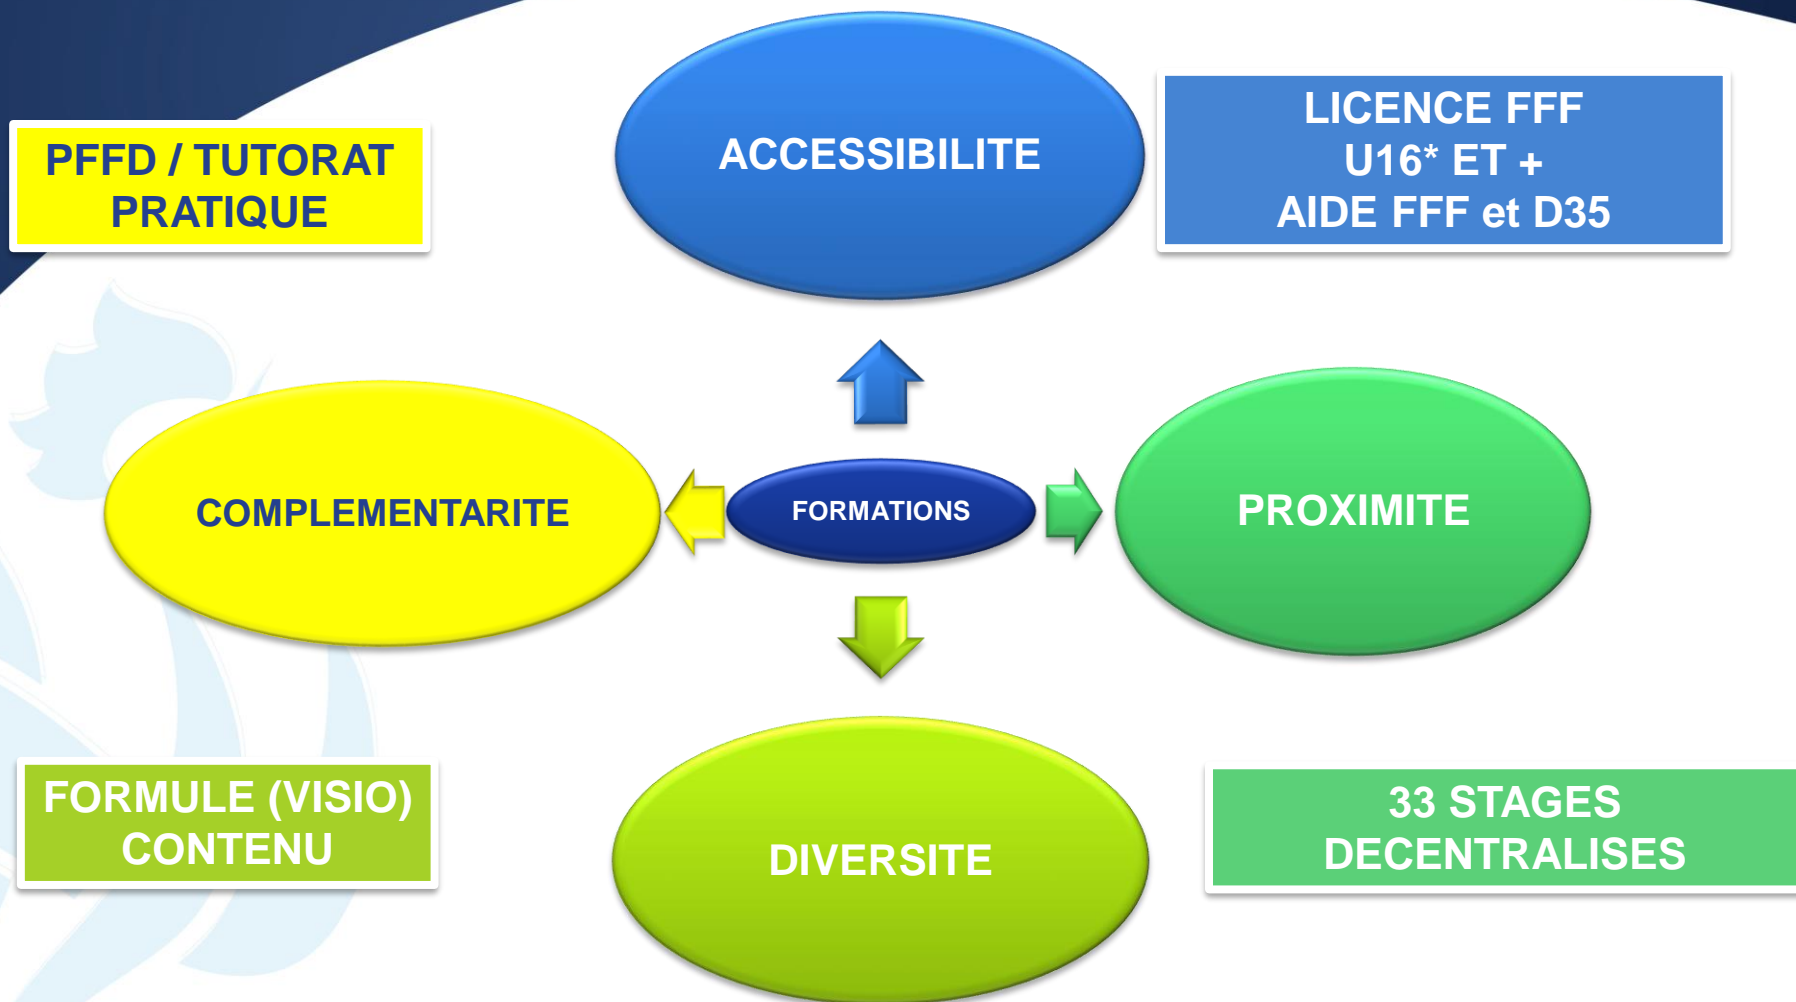 ACCESSIBILITE
LICENCE FFF
U16* ET +
AIDE FFF et D35
PFFD / TUTORAT
PRATIQUE
COMPLEMENTARITE
FORMATIONS
PROXIMITE
FORMULE (VISIO)
CONTENU
DIVERSITE
33 STAGES
DECENTRALISES